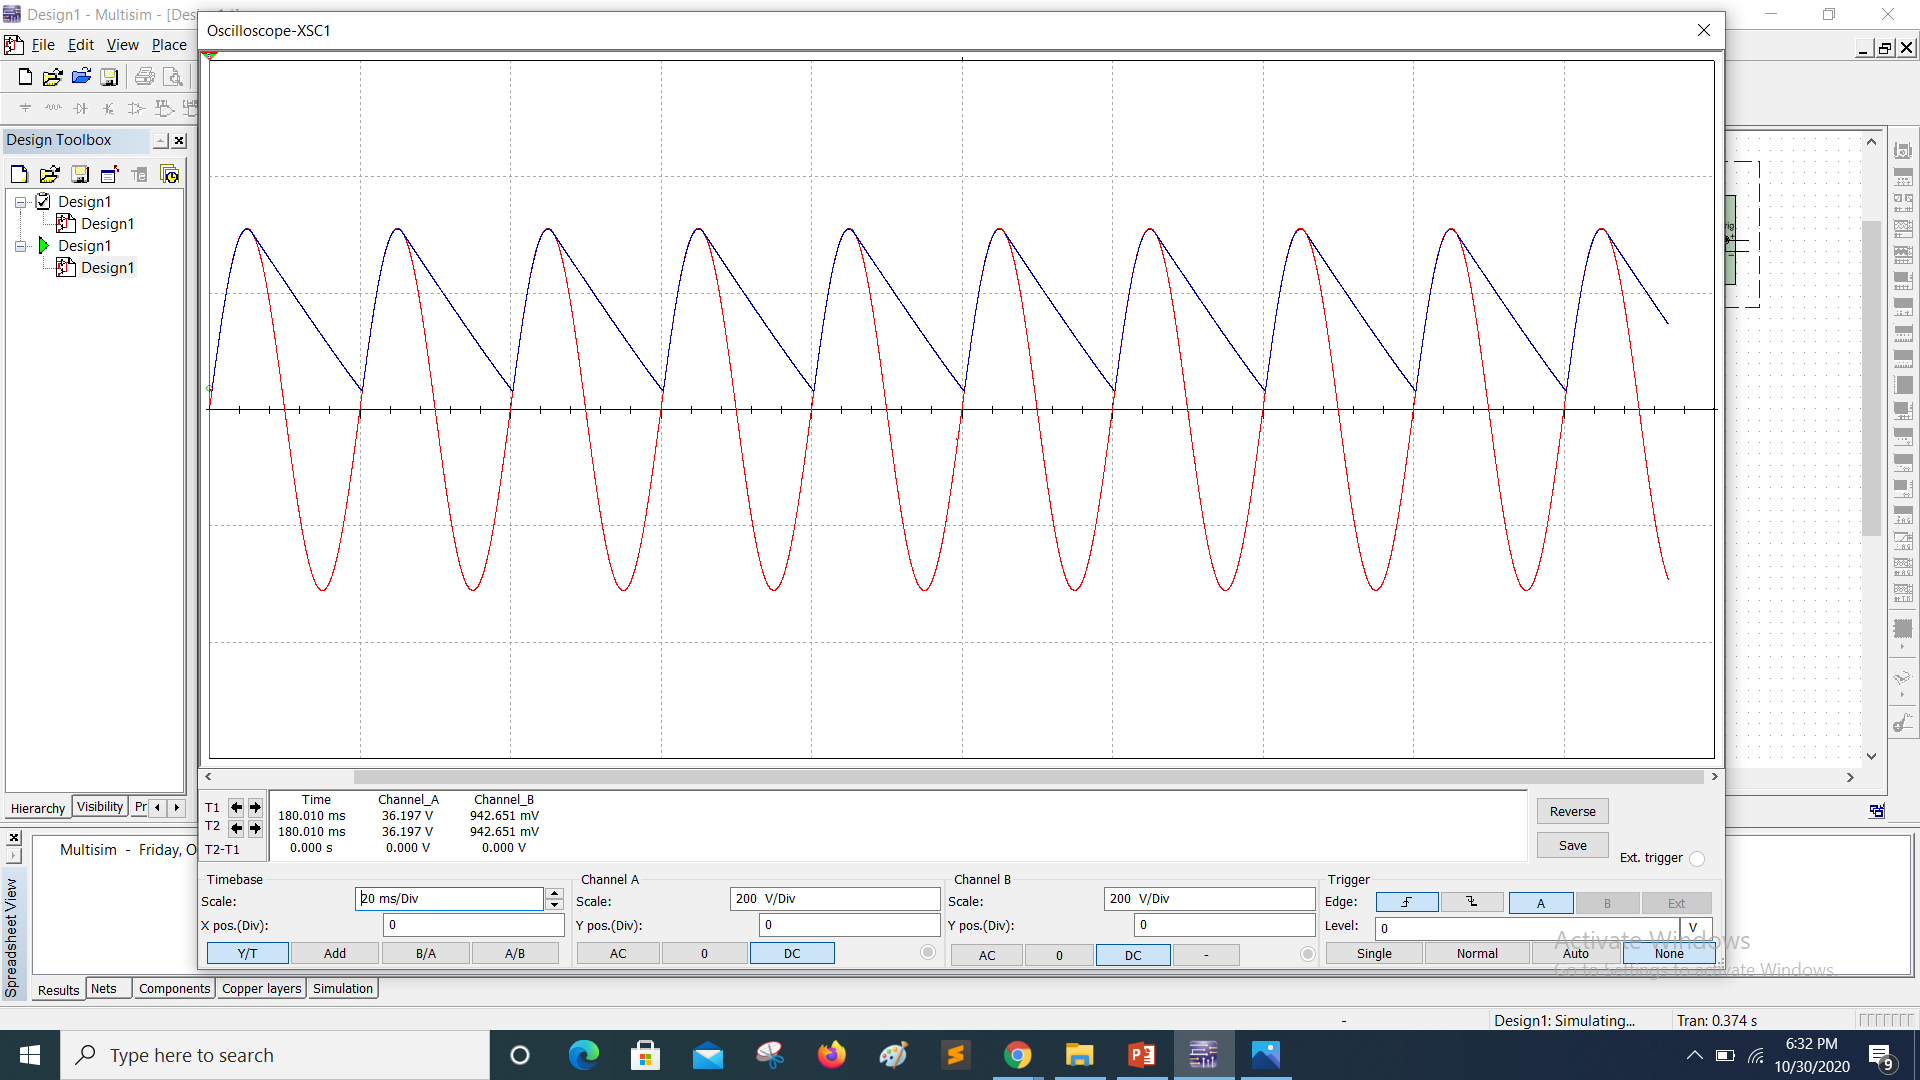 Design1 - Multisim - [Des
Oscilloscope-XSC1
File Edit View Place
Design Toolbox
Design1
Design1
Design1
Design1
Hierarchy Visibility Pr
T1
T2
T2-T1
Time Channel_A Channel_B
180.010 ms 36.197 V 942.651 mV
180.010 ms 36.197 V 942.651 mV
0.000 s 0.000 V 0.000 V
Reverse
Save
Ext. trigger
Timebase
Scale: 20 ms/Div
X pos.(Div): 0
Y/T Add B/A A/B
Channel A
Scale: 200 V/Div
Y pos.(Div): 0
AC 0 DC
Channel B
Scale: 200 V/Div
Y pos.(Div): 0
AC 0 DC -
Trigger
Edge: A B Ext
Level: 0 V
Single Normal Auto None
Activate Windows
Go to Settings to activate Windows.
Multisim - Friday, O
Spreadsheet View
Results Nets Components Copper layers Simulation
- Design1: Simulating... Tran: 0.374 s
Type here to search
6:32 PM
10/30/2020
9